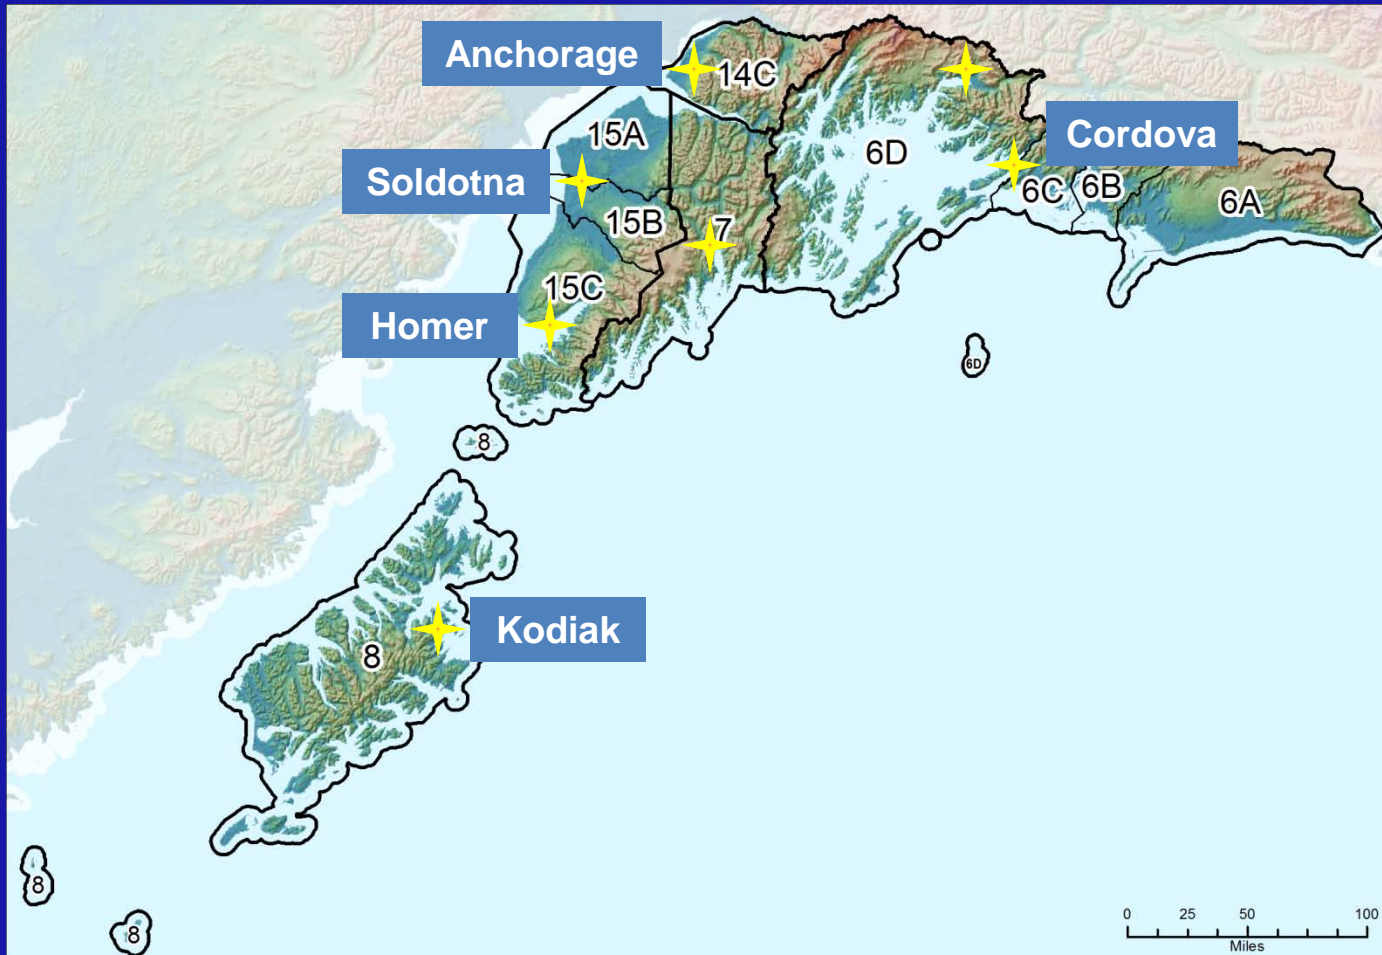 Anchorage
14C
15A
Cordova
6D
Soldotna
6C
6B
6A
15B
7
15C
Homer
6D
8
Kodiak
8
8
8
0 25 50 100
Miles